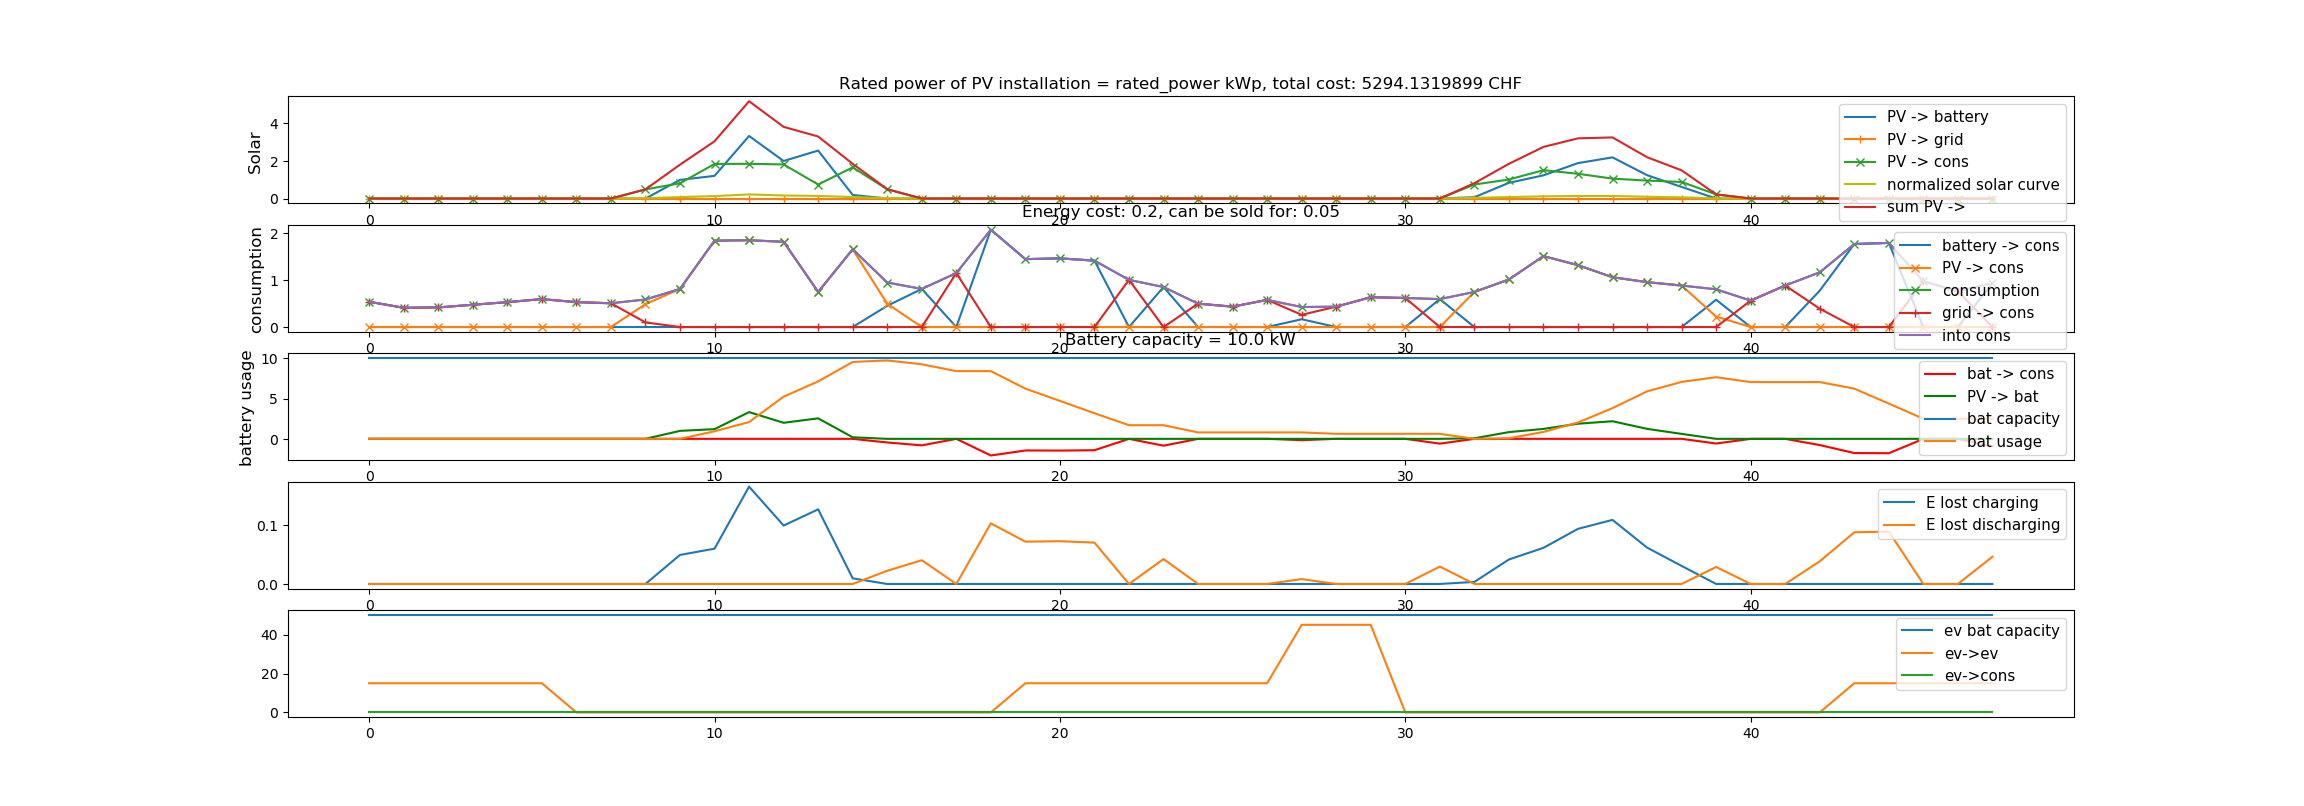 Rated power of PV installation = rated_power kWp, total cost: 5294.1319899 CHF
Solar
4
2
0
PV -> battery
PV -> grid
PV -> cons
normalized solar curve
sum PV ->
0 10 20 30 40
Energy cost: 0.2, can be sold for: 0.05
consumption
2
1
0
battery -> cons
PV -> cons
consumption
grid -> cons
into cons
0 10 20 30 40
Battery capacity = 10.0 kW
battery usage
10
5
0
bat -> cons
PV -> bat
bat capacity
bat usage
0 10 20 30 40
0.1
0.0
E lost charging
E lost discharging
0 10 20 30 40
40
20
0
ev bat capacity
ev->ev
ev->cons
0 10 20 30 40